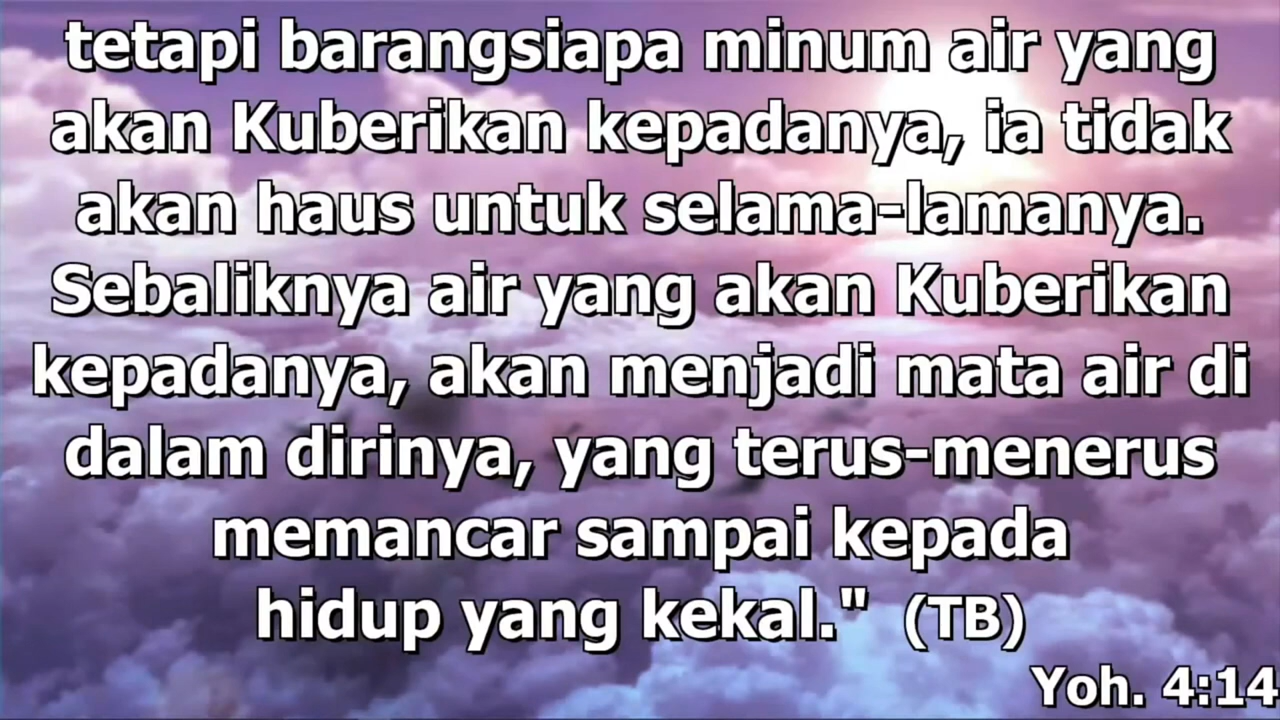 tetapi barangsiapa minum air yang
akan Kuberikan kepadanya, ia tidak
akan haus untuk selama-lamanya.
Sebaliknya air yang akan Kuberikan
kepadanya, akan menjadi mata air di
dalam dirinya, yang terus-menerus
memancar sampai kepada
hidup yang kekal." (TB)
Yoh. 4:14